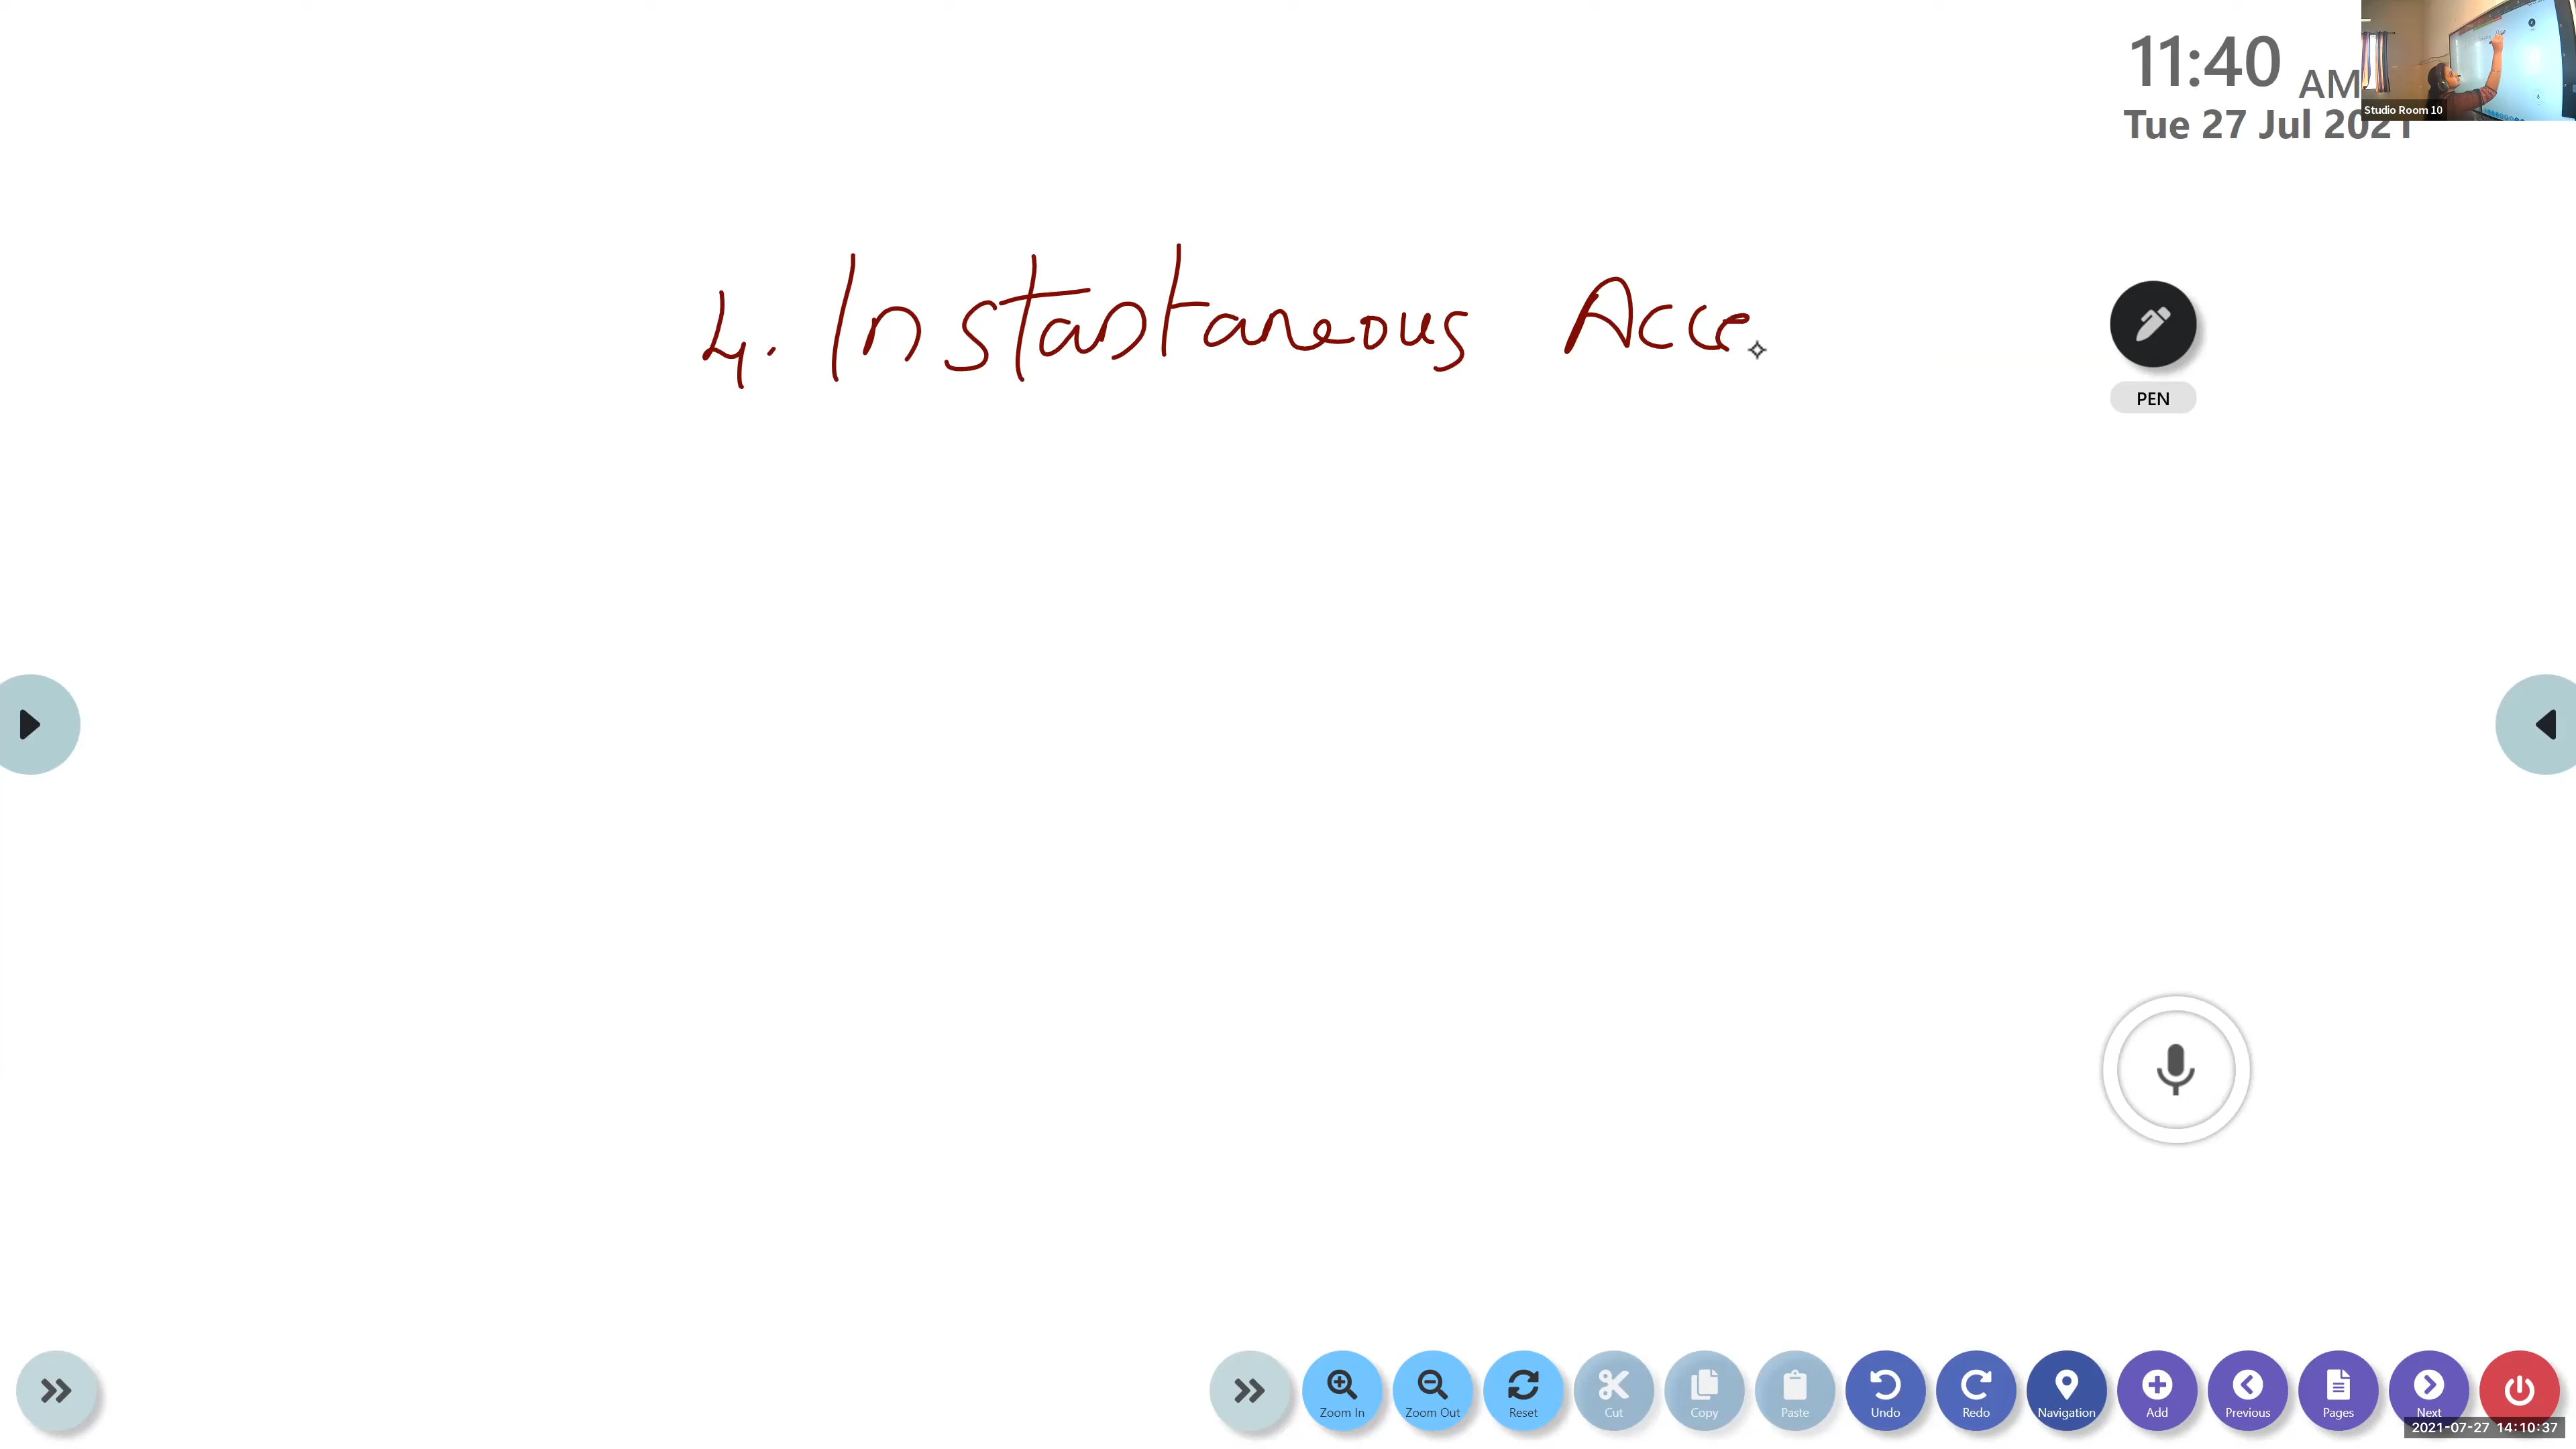 11:40 AM
Studio Room 10
Tue 27 Jul 2021
4. Instantaneous Acce
PEN
Zoom In Zoom Out Reset Cut Copy Paste Undo Redo Navigation Add Previous Pages Next
2021-07-27 14:10:37